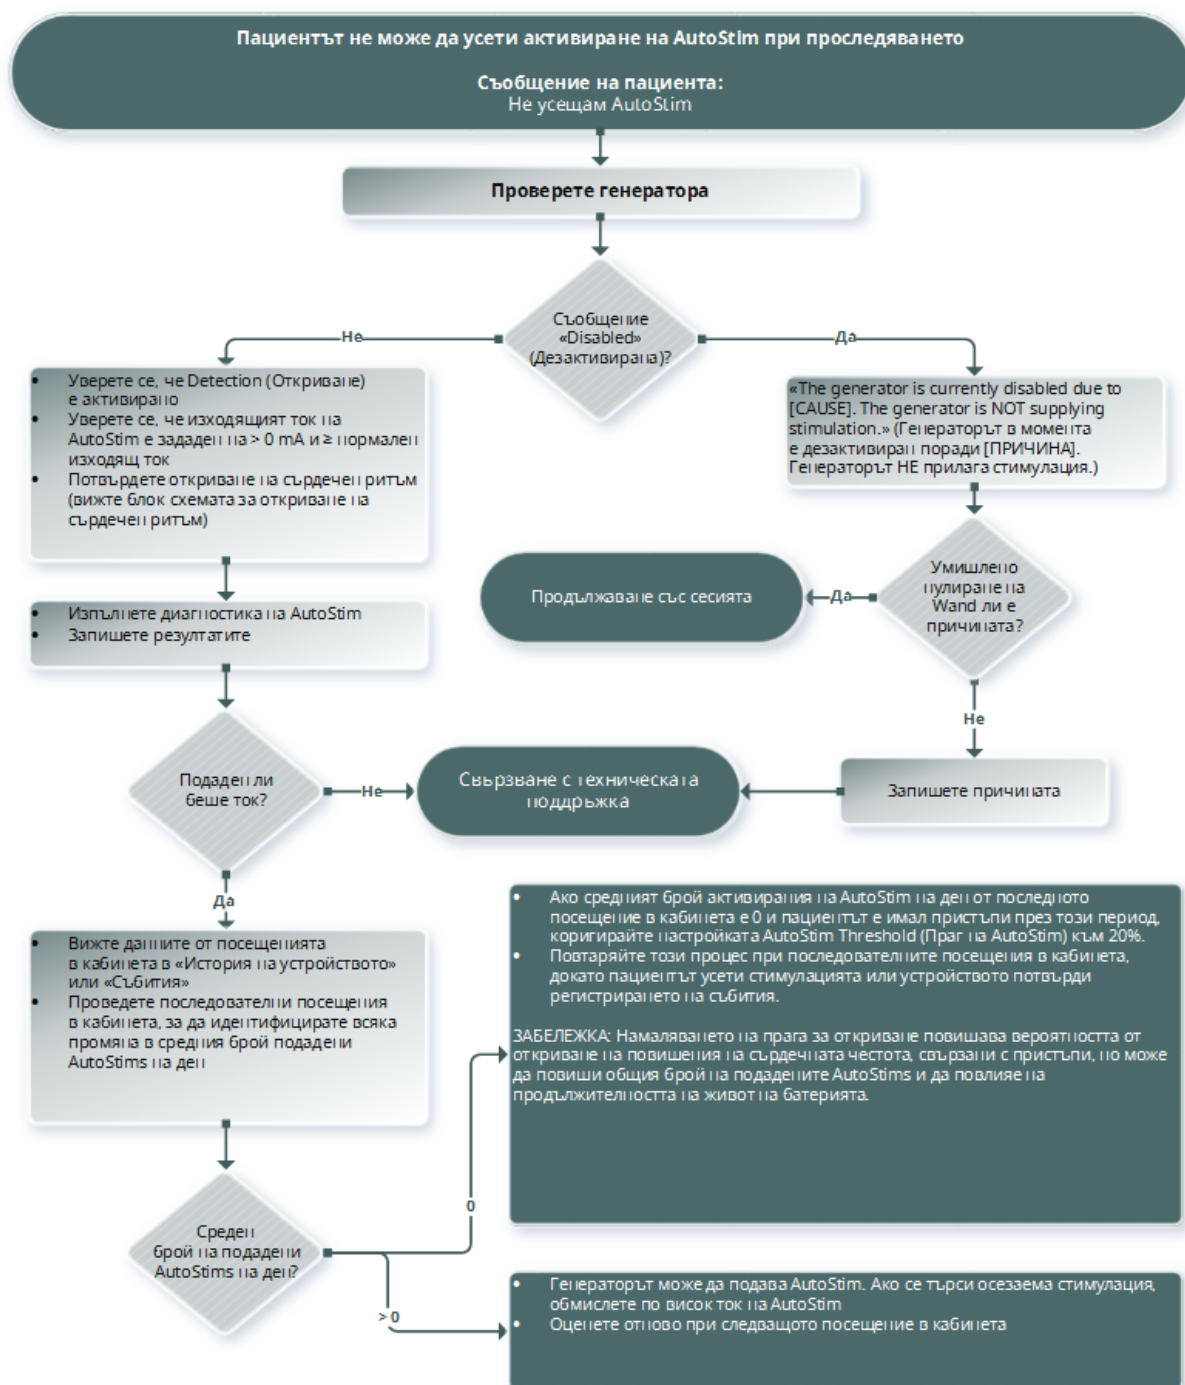 Пациентът не може да усети активиране на AutoStim при проследяването
Съобщение на пациента:
Не усещам AutoStim
Проверете генератора
Съобщение
«Disabled»
(Дезактивирана)?
Не
Да
• Уверете се, че Detection (Откриване)
е активирано
• Уверете се, че изходящият ток на
AutoStim е зададен на > 0 mA и ≥ нормален
изходящ ток
• Потвърдете откриване на сърдечен ритъм
(вижте блок схемата за откриване на
сърдечен ритъм)
«The generator is currently disabled due to
[CAUSE]. The generator is NOT supplying
stimulation.» (Генераторът в момента
е дезактивиран поради [ПРИЧИНА].
Генераторът НЕ прилага стимулация.)
Умишлено
нулиране на
Wand ли е
причината?
Да
Продължаване със сесията
• Изпълнете диагностика на AutoStim
• Запишете резултатите
Не
Подаден ли
беше ток?
Не
Свързване с техническата
поддръжка
Запишете причината
Да
• Вижте данните от посещенията
в кабинета в «История на устройството»
или «Събития»
• Проведете последователни посещения
в кабинета, за да идентифицирате всяка
промяна в средния брой подадени
AutoStims на ден
• Ако средният брой активирания на AutoStim на ден от последното
посещение в кабинета е 0 и пациентът е имал пристъпи през този период,
коригирайте настройката AutoStim Threshold (Праг на AutoStim) към 20%.
• Повтаряйте този процес при последователните посещения в кабинета,
докато пациентът усети стимулацията или устройството потвърди
регистрирането на събития.
ЗАБЕЛЕЖКА: Намаляването на прага за откриване повишава вероятността от
откриване на повишения на сърдечната честота, свързани с пристъпи, но може
да повиши общия брой на подадените AutoStims и да повлияе на
продължителността на живот на батерията.
0
Среден
брой на подадени
AutoStims на ден?
> 0
• Генераторът може да подава AutoStim. Ако се търси осезаема стимулация,
обмислете по висок ток на AutoStim
• Оценете отново при следващото посещение в кабинета